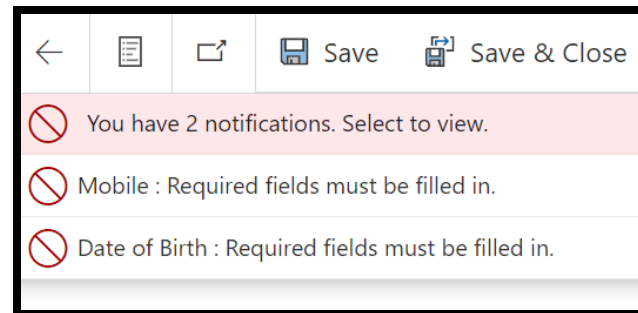 Save Save & Close
You have 2 notifications. Select to view.
Mobile : Required fields must be filled in.
Date of Birth : Required fields must be filled in.